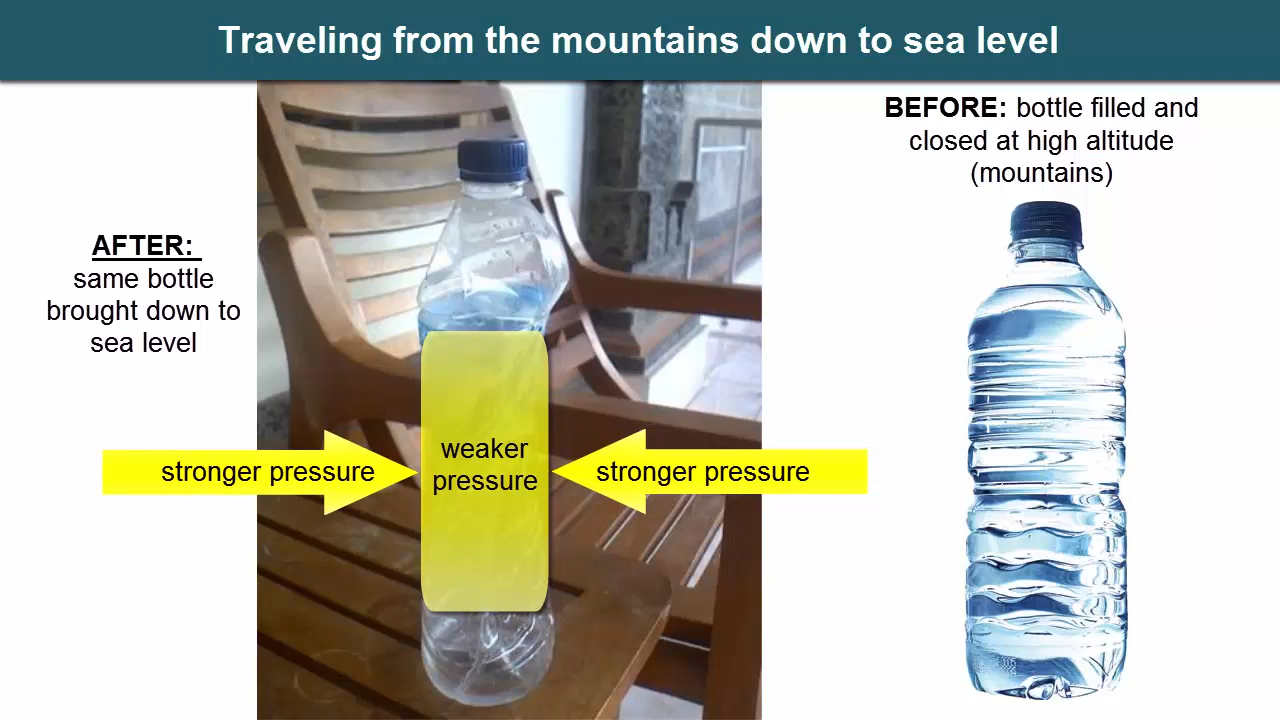 Traveling from the mountains down to sea level
BEFORE: bottle filled and
closed at high altitude
(mountains)
AFTER:
same bottle
brought down to
sea level
stronger pressure
weaker
pressure
stronger pressure